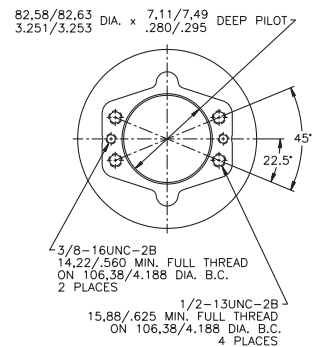 82,58/82,63 DIA. x 7,11/7,49 DEEP PILOT
3.251/3.253 .280/.295
45°
22.5°
3/8-16UNC-2B
14,22/.560 MIN. FULL THREAD
ON 106,38/4.188 DIA. B.C.
2 PLACES
1/2-13UNC-2B
15,88/.625 MIN. FULL THREAD
ON 106,38/4.188 DIA. B.C.
4 PLACES